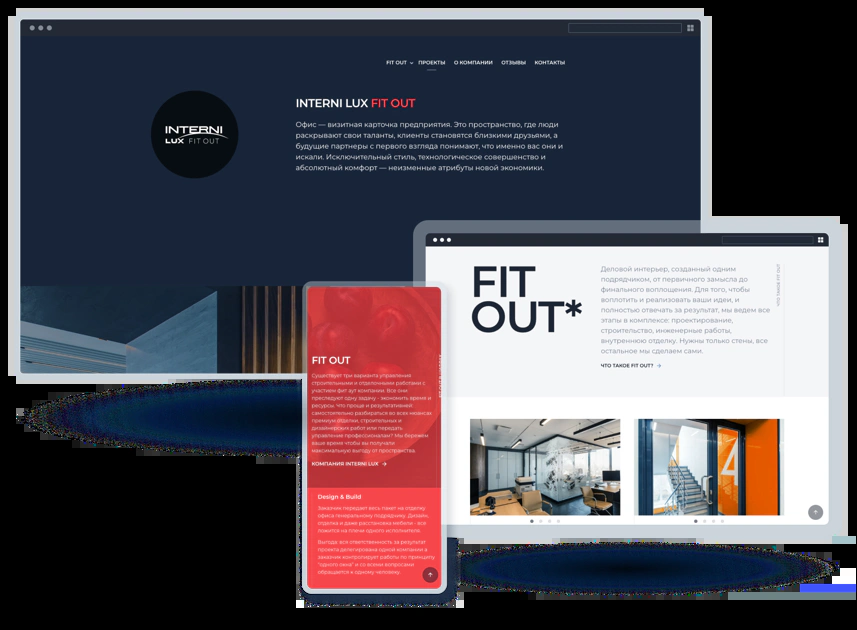 FIT OUT ПРОЕКТЫ О КОМПАНИИ ОТЗЫВЫ КОНТАКТЫ
INTERNI
LUX FIT OUT
INTERNI LUX FIT OUT
Офис — визитная карточка предприятия. Это пространство, где люди
раскрывают свои таланты, клиенты становятся близкими друзьями, а
будущие партнеры с первого взгляда понимают, что именно вас они и
искали. Исключительный стиль, технологическое совершенство и
абсолютный комфорт — неизменные атрибуты новой экономики.
FIT
OUT*
Деловой интерьер, созданный одним
подрядчиком, от первичного замысла до
финального воплощения. Для того, чтобы
воплотить и реализовать ваши идеи, и
полностью отвечать за результат, мы ведем все
этапы в комплексе: проектирование,
строительство, инженерные работы,
внутреннюю отделку. Нужны только стены, все
остальное мы сделаем сами.
ЧТО ТАКОЕ FIT OUT?
ЧТО ТАКОЕ FIT OUT
4
FIT OUT
Существует три варианта управления
строительными и отделочными работами с
участием фит аут компании. Все они
преследуют одну задачу - экономить время и
ресурсы. Что проще и результативней:
самостоятельно разбираться во всех нюансах
премиум отделки, строительных и
дизайнерских работ или передать
управление профессионалам? Мы бережем
ваше время чтобы вы получали
максимальную выгоду от пространства.
КОМПАНИЯ INTERNI LUX
Design & Build
Заказчик передает весь пакет на отделку
офиса генеральному подрядчику. Дизайн,
отделка и даже расстановка мебели - все
ложится на плечи одного исполнителя.
Выгода: вся ответственность за результат
проекта делегирована одной компании а
заказчик контролирует работы по принципу
"одного окна" и со всеми вопросами
обращается к одному человеку.